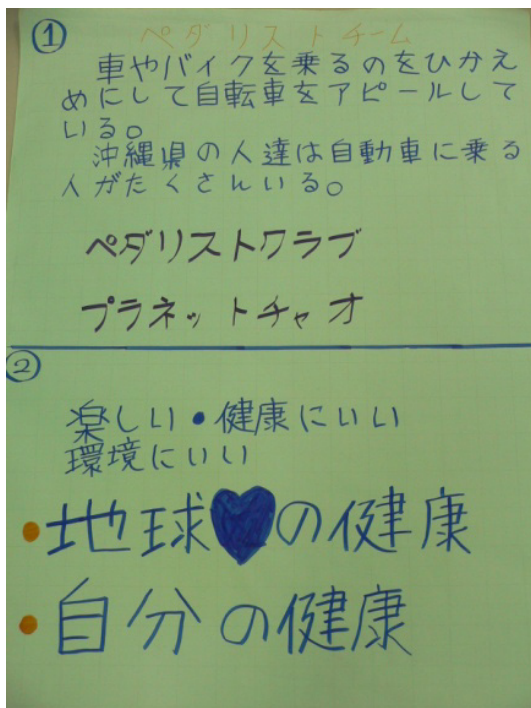 ① ペダリストチーム
車やバイクを乗るのをひかえ
めにして自転車をアピールして
いる。
沖縄県の人達は自動車に乗る
人がたくさんいる。
ペダリストクラブ
プラネットチャオ
②
楽しい・健康にいい
環境にいい
・地球♥の健康
・自分の健康